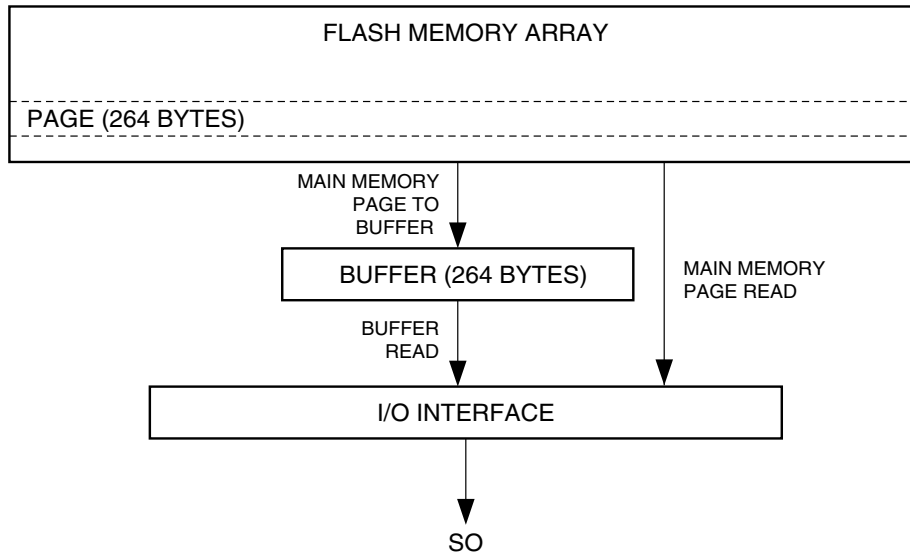 FLASH MEMORY ARRAY
PAGE (264 BYTES)
MAIN MEMORY
PAGE TO
BUFFER
BUFFER (264 BYTES)
MAIN MEMORY
PAGE READ
BUFFER
READ
I/O INTERFACE
SO